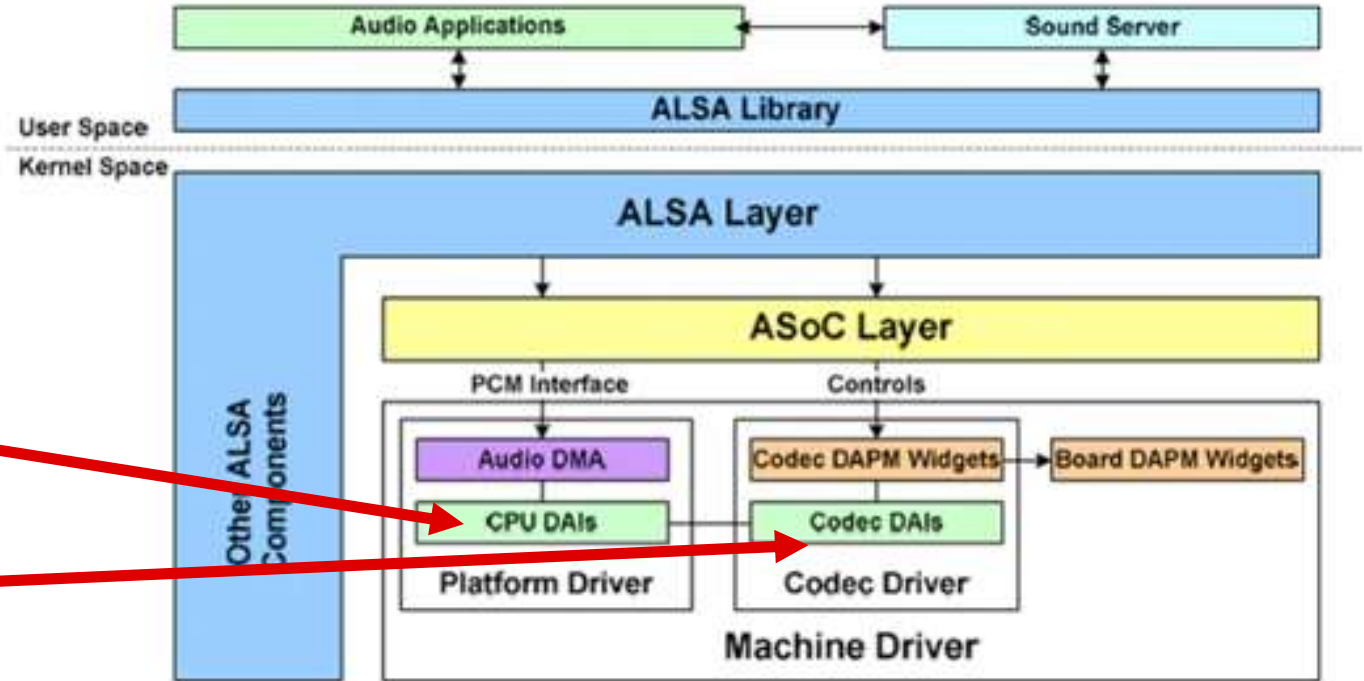 Audio Applications
Sound Server
ALSA Library
User Space
Kernel Space
ALSA Layer
ASoC Layer
PCM Interface
Controls
Other ALSA
Components
Audio DMA
Codec DAPM Widgets
Board DAPM Widgets
CPU DAIs
Codec DAIs
Platform Driver
Codec Driver
Machine Driver